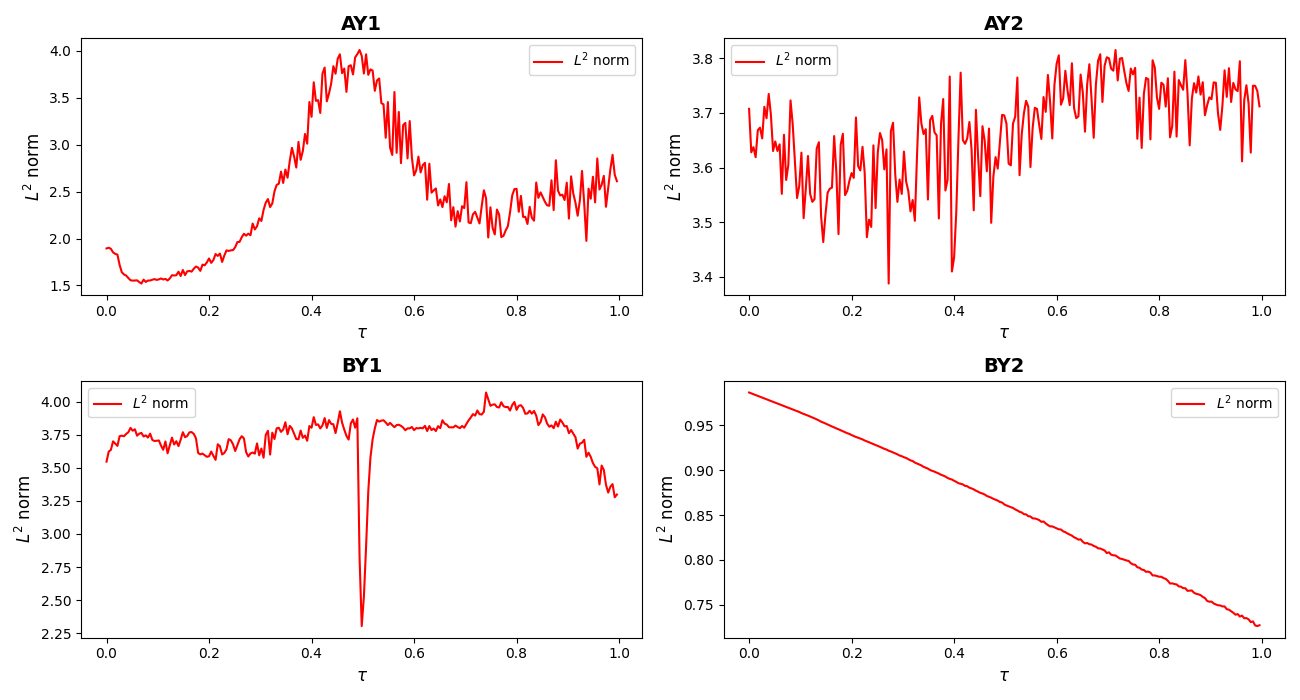 AY1
L² norm
4.0
3.5
3.0
2.5
2.0
1.5
L² norm
0.0 0.2 0.4 0.6 0.8 1.0
τ
AY2
L² norm
3.8
3.7
3.6
3.5
3.4
L² norm
0.0 0.2 0.4 0.6 0.8 1.0
τ
BY1
L² norm
4.00
3.75
3.50
3.25
3.00
2.75
2.50
2.25
L² norm
0.0 0.2 0.4 0.6 0.8 1.0
τ
BY2
L² norm
0.95
0.90
0.85
0.80
0.75
L² norm
0.0 0.2 0.4 0.6 0.8 1.0
τ